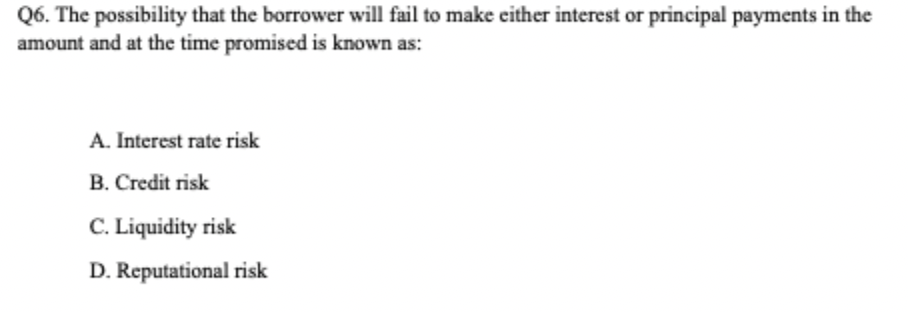 Q6. The possibility that the borrower will fail to make either interest or principal payments in the
amount and at the time promised is known as:
A. Interest rate risk
B. Credit risk
C. Liquidity risk
D. Reputational risk